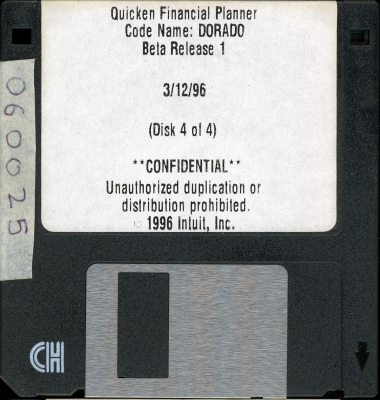 Quicken Financial Planner
Code Name: DORADO
Beta Release 1
3/12/96
(Disk 4 of 4)
**CONFIDENTIAL**
Unauthorized duplication or
distribution prohibited.
© 1996 Intuit, Inc.
060025